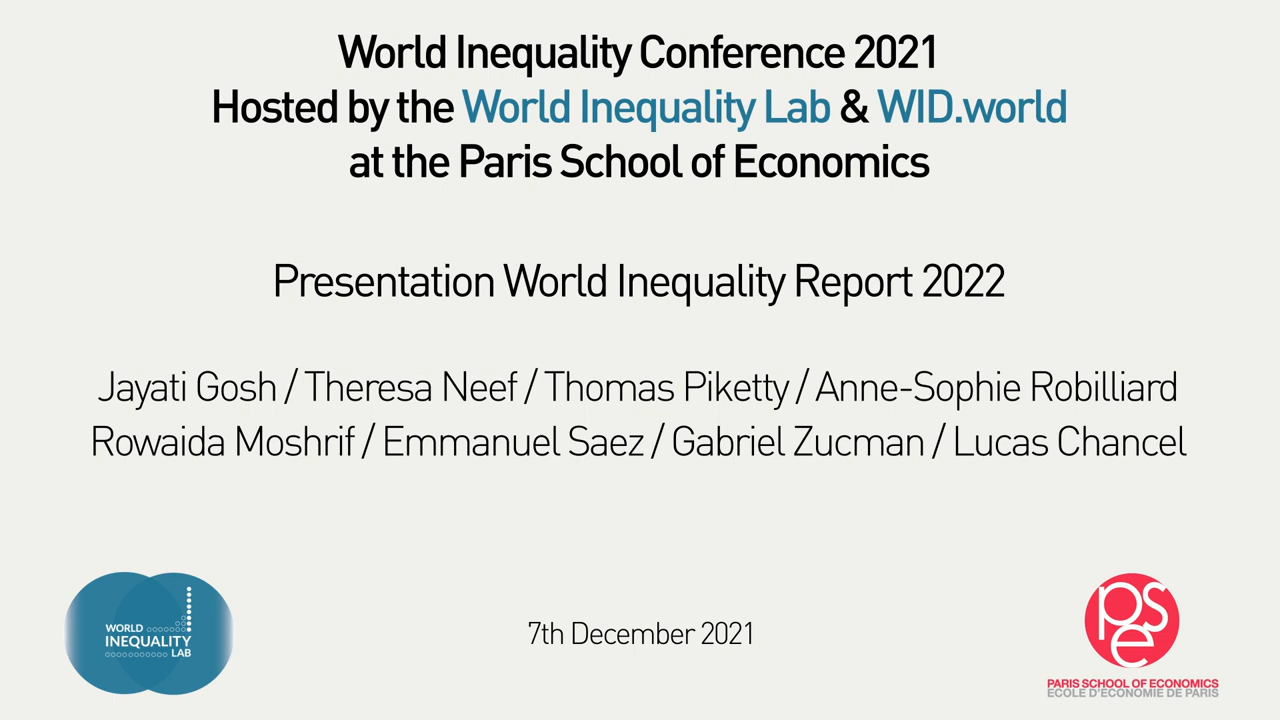 World Inequality Conference 2021
Hosted by the World Inequality Lab & WID.world
at the Paris School of Economics
Presentation World Inequality Report 2022
Jayati Gosh / Theresa Neef / Thomas Piketty / Anne-Sophie Robilliard
Rowaida Moshrif / Emmanuel Saez / Gabriel Zucman / Lucas Chancel
WORLD
INEQUALITY
LAB
7th December 2021
pse
PARIS SCHOOL OF ECONOMICS
ECOLE D'ECONOMIE DE PARIS